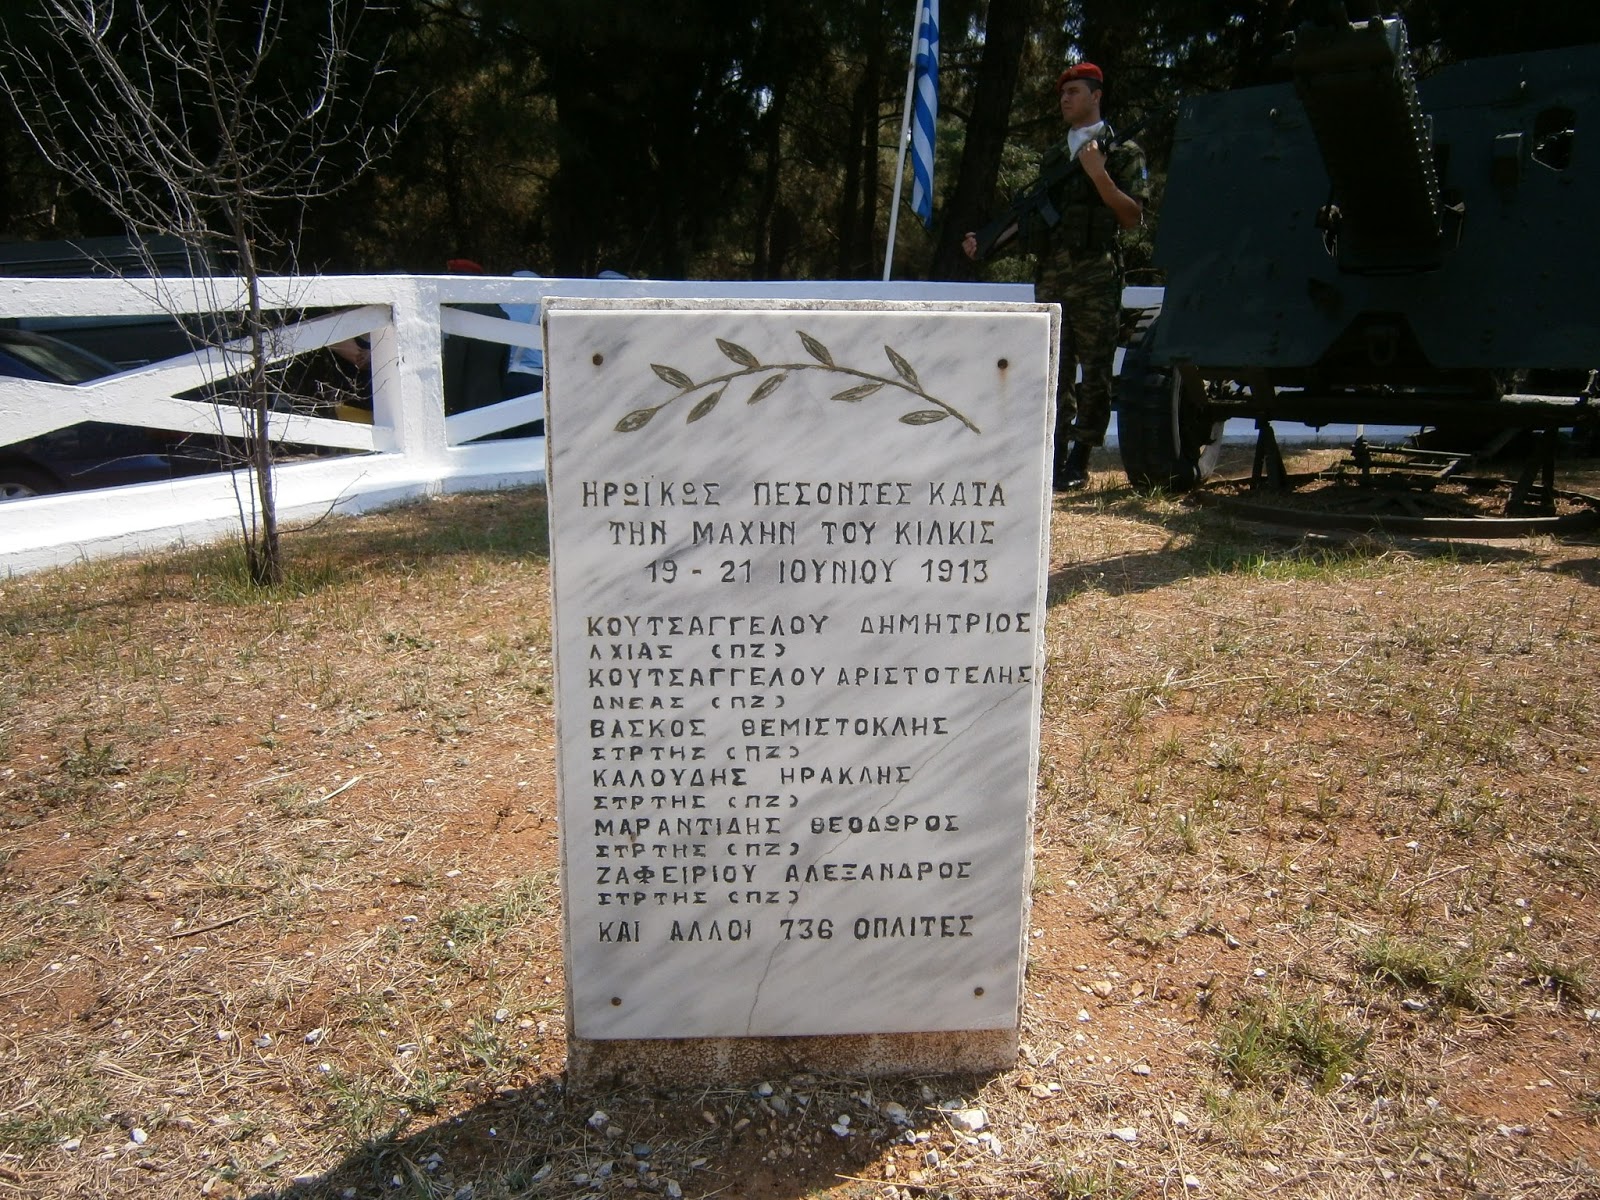 ΗΡΩΪΚΩΣ ΠΕΣΟΝΤΕΣ ΚΑΤΑ
ΤΗΝ ΜΑΧΗΝ ΤΟΥ ΚΙΛΚΙΣ
19 - 21 ΙΟΥΝΙΟΥ 1913
ΚΟΥΤΣΑΓΓΕΛΟΥ ΔΗΜΗΤΡΙΟΣ
ΛΧΙΑΣ (ΠΖ)
ΚΟΥΤΣΑΓΓΕΛΟΥ ΑΡΙΣΤΟΤΕΛΗΣ
ΔΝΕΑΣ (ΠΖ)
ΒΑΣΚΟΣ ΘΕΜΙΣΤΟΚΛΗΣ
ΣΤΡΤΗΣ (ΠΖ)
ΚΑΛΟΥΔΗΣ ΗΡΑΚΛΗΣ
ΣΤΡΤΗΣ (ΠΖ)
ΜΑΡΑΝΤΙΔΗΣ ΘΕΟΔΩΡΟΣ
ΣΤΡΤΗΣ (ΠΖ)
ΖΑΦΕΙΡΙΟΥ ΑΛΕΞΑΝΔΡΟΣ
ΣΤΡΤΗΣ (ΠΖ)
ΚΑΙ ΑΛΛΟΙ 736 ΟΠΛΙΤΕΣ